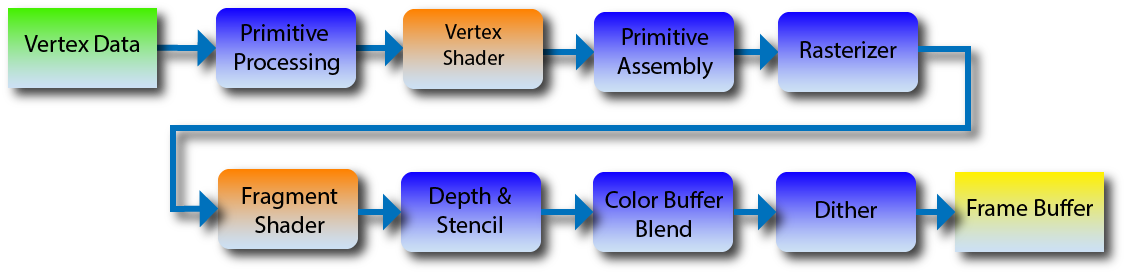 Vertex Data
Primitive
Processing
Vertex
Shader
Primitive
Assembly
Rasterizer
Fragment
Shader
Depth &
Stencil
Color Buffer
Blend
Dither
Frame Buffer